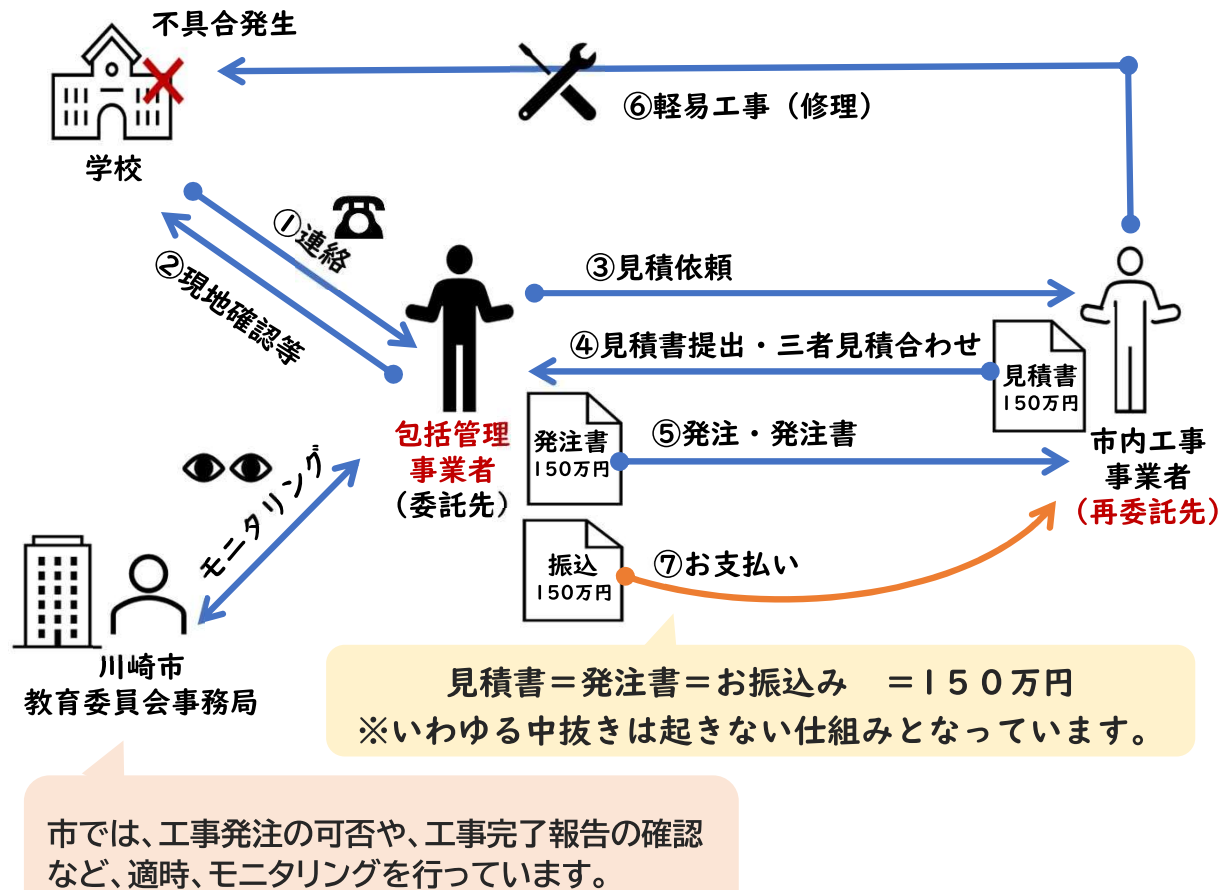 不具合発生
学校
⑥軽易工事（修理）
①連絡
②現地確認等
③見積依頼
④見積書提出・三者見積合わせ
見積書
150万円
発注書
150万円
⑤発注・発注書
包括管理
事業者
（委託先）
市内工事
事業者
（再委託先）
モニタリング
振込
150万円
⑦お支払い
川崎市
教育委員会事務局
見積書＝発注書＝お振込み　＝１５０万円
※いわゆる中抜きは起きない仕組みとなっています。
市では、工事発注の可否や、工事完了報告の確認
など、適時、モニタリングを行っています。